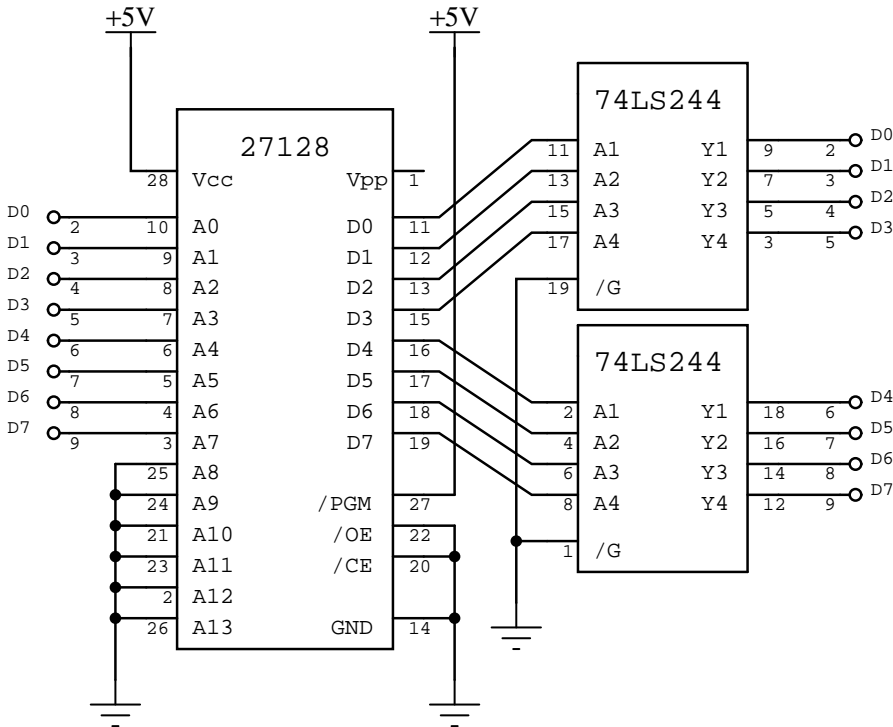 +5V
+5V
27128
28 Vcc
Vpp 1
D0 2 10 A0
D1 3 9 A1
D2 4 8 A2
D3 5 7 A3
D4 6 6 A4
D5 7 5 A5
D6 8 4 A6
D7 9 3 A7
25 A8
24 A9
21 A10
23 A11
2 A12
26 A13
D0 11
D1 12
D2 13
D3 15
D4 16
D5 17
D6 18
D7 19
/PGM 27
/OE 22
/CE 20
GND 14
74LS244
11 A1 Y1 9 2 D0
13 A2 Y2 7 3 D1
15 A3 Y3 5 4 D2
17 A4 Y4 3 5 D3
19 /G
74LS244
2 A1 Y1 18 6 D4
4 A2 Y2 16 7 D5
6 A3 Y3 14 8 D6
8 A4 Y4 12 9 D7
1 /G